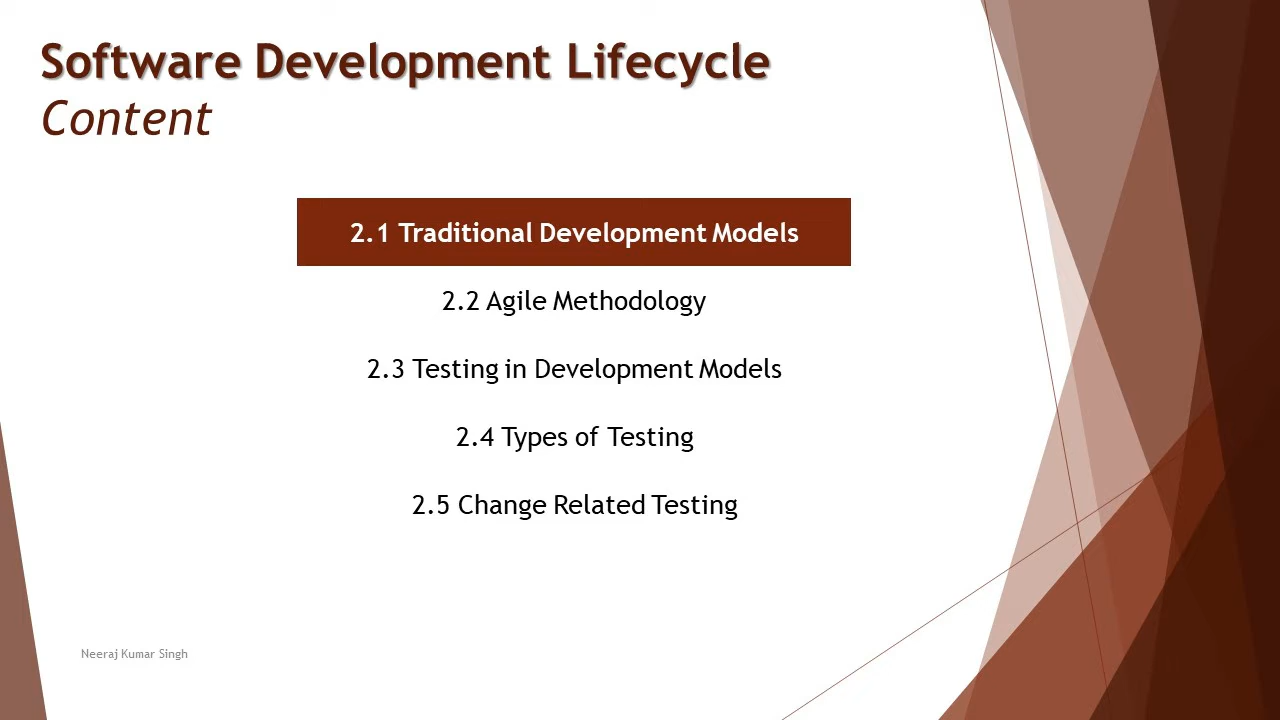 Software Development Lifecycle
Content
2.1 Traditional Development Models
2.2 Agile Methodology
2.3 Testing in Development Models
2.4 Types of Testing
2.5 Change Related Testing
Neeraj Kumar Singh